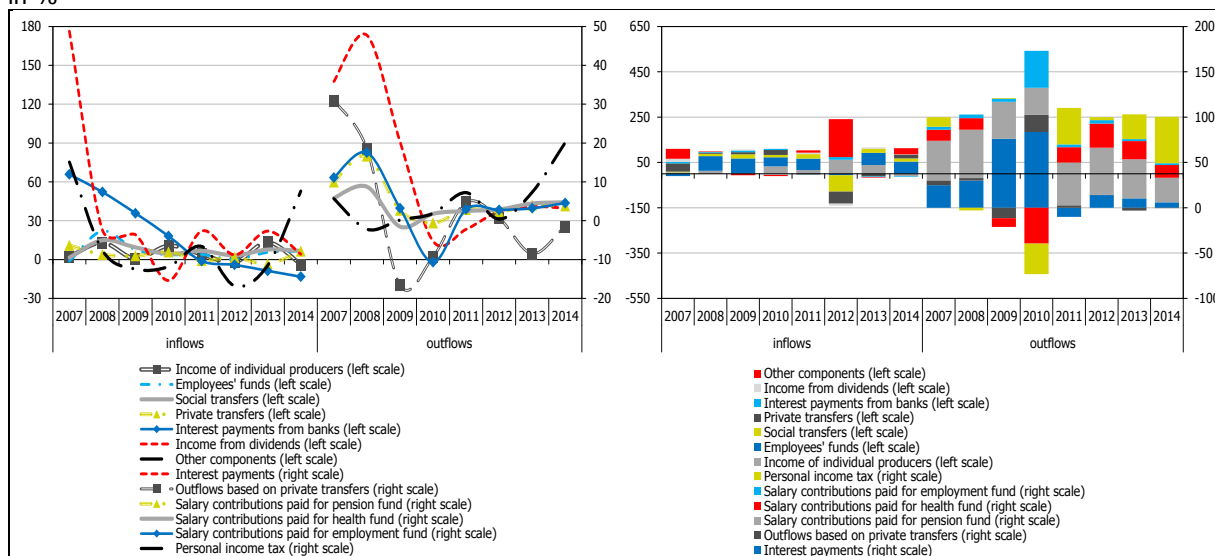 in %
180
160
140
120
90
60
30
0
-30
50
40
30
20
10
0
-10
-20
2007 2008 2009 2010 2011 2012 2013 2014 2007 2008 2009 2010 2011 2012 2013 2014
inflows outflows
Income of individual producers (left scale)
Employees' funds (left scale)
Social transfers (left scale)
Private transfers (left scale)
Interest payments from banks (left scale)
Income from dividends (left scale)
Other components (left scale)
Interest payments (right scale)
Outflows based on private transfers (right scale)
Salary contributions paid for pension fund (right scale)
Salary contributions paid for health fund (right scale)
Salary contributions paid for employment fund (right scale)
Personal income tax (right scale)
650
450
250
50
-150
-350
-550
200
150
100
50
0
-50
-100
2007 2008 2009 2010 2011 2012 2013 2014 2007 2008 2009 2010 2011 2012 2013 2014
inflows outflows
Other components (left scale)
Income from dividends (left scale)
Interest payments from banks (left scale)
Private transfers (left scale)
Social transfers (left scale)
Employees' funds (left scale)
Income of individual producers (left scale)
Personal income tax (right scale)
Salary contributions paid for employment fund (right scale)
Salary contributions paid for health fund (right scale)
Salary contributions paid for pension fund (right scale)
Outflows based on private transfers (right scale)
Interest payments (right scale)